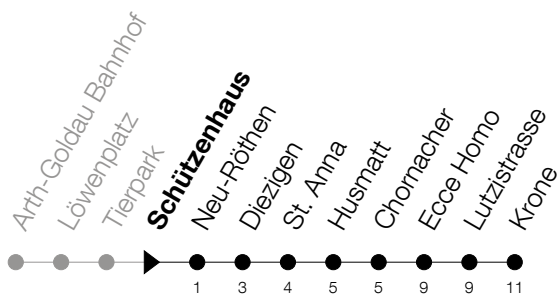 Arth-Goldau Bahnhof
Löwenplatz
Tierpark
Schützenhaus
Neu-Röthen
Diezigen
St. Anna
Husmatt
Chornacher
Ecce Homo
Lutzistrasse
Krone
1 3 4 5 5 9 9 11